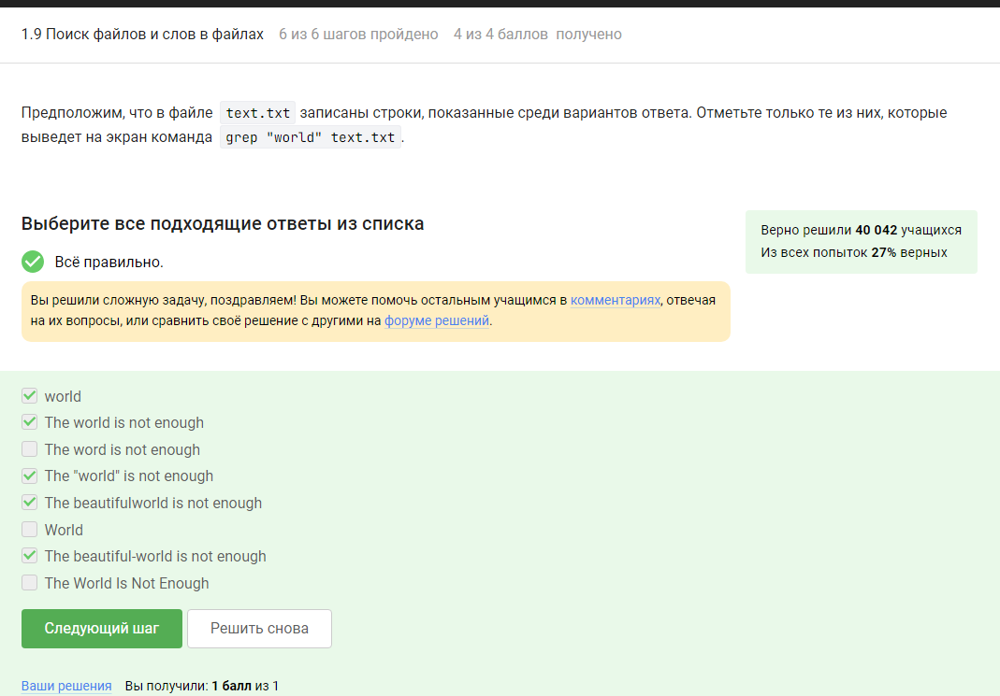 1.9 Поиск файлов и слов в файлах 6 из 6 шагов пройдено 4 из 4 баллов получено
Предположим, что в файле text.txt записаны строки, показанные среди вариантов ответа. Отметьте только те из них, которые
выведет на экран команда grep "world" text.txt.
Выберите все подходящие ответы из списка
Верно решили 40 042 учащихся
Из всех попыток 27% верных
Всё правильно.
Вы решили сложную задачу, поздравляем! Вы можете помочь остальным учащимся в комментариях, отвечая
на их вопросы, или сравнить своё решение с другими на форуме решений.
world
The world is not enough
The word is not enough
The "world" is not enough
The beautifulworld is not enough
World
The beautiful-world is not enough
The World Is Not Enough
Следующий шаг Решить снова
Ваши решения Вы получили: 1 балл из 1